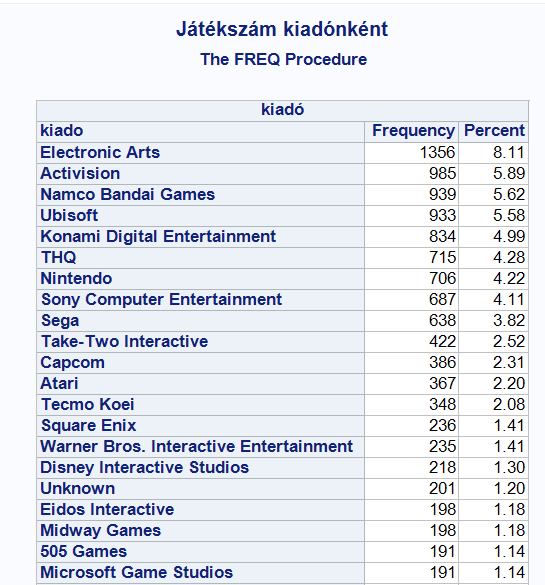 Játékszám kiadónként
The FREQ Procedure
kiadó
kiado Frequency Percent
Electronic Arts 1356 8.11
Activision 985 5.89
Namco Bandai Games 939 5.62
Ubisoft 933 5.58
Konami Digital Entertainment 834 4.99
THQ 715 4.28
Nintendo 706 4.22
Sony Computer Entertainment 687 4.11
Sega 638 3.82
Take-Two Interactive 422 2.52
Capcom 386 2.31
Atari 367 2.20
Tecmo Koei 348 2.08
Square Enix 236 1.41
Warner Bros. Interactive Entertainment 235 1.41
Disney Interactive Studios 218 1.30
Unknown 201 1.20
Eidos Interactive 198 1.18
Midway Games 198 1.18
505 Games 191 1.14
Microsoft Game Studios 191 1.14